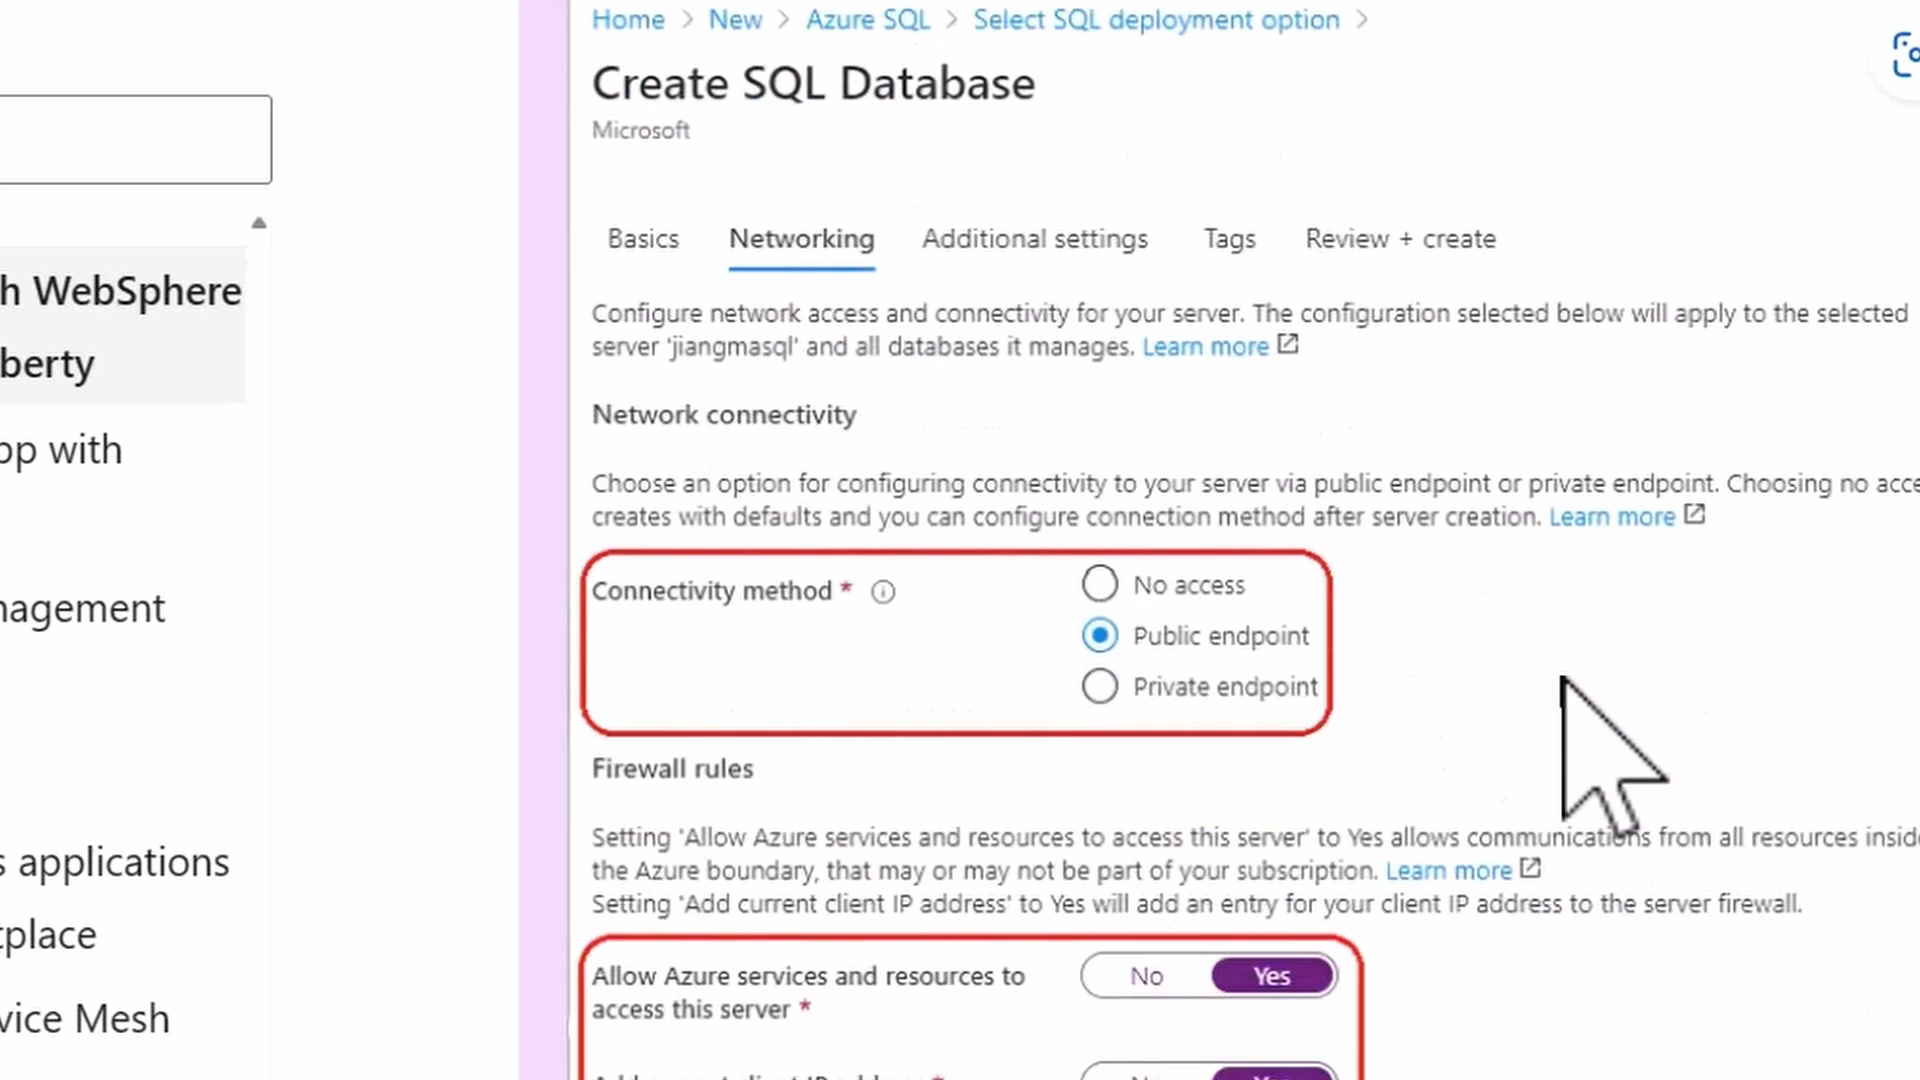 h WebSphere
berty
pp with
nagement
s applications
tplace
vice Mesh
Home > New > Azure SQL > Select SQL deployment option >
Create SQL Database
Microsoft
Basics Networking Additional settings Tags Review + create
Configure network access and connectivity for your server. The configuration selected below will apply to the selected
server 'jiangmasql' and all databases it manages. Learn more
Network connectivity
Choose an option for configuring connectivity to your server via public endpoint or private endpoint. Choosing no acce
creates with defaults and you can configure connection method after server creation. Learn more
Connectivity method *
No access
Public endpoint
Private endpoint
Firewall rules
Setting 'Allow Azure services and resources to access this server' to Yes allows communications from all resources insid
the Azure boundary, that may or may not be part of your subscription. Learn more
Setting 'Add current client IP address' to Yes will add an entry for your client IP address to the server firewall.
Allow Azure services and resources to No Yes
access this server *